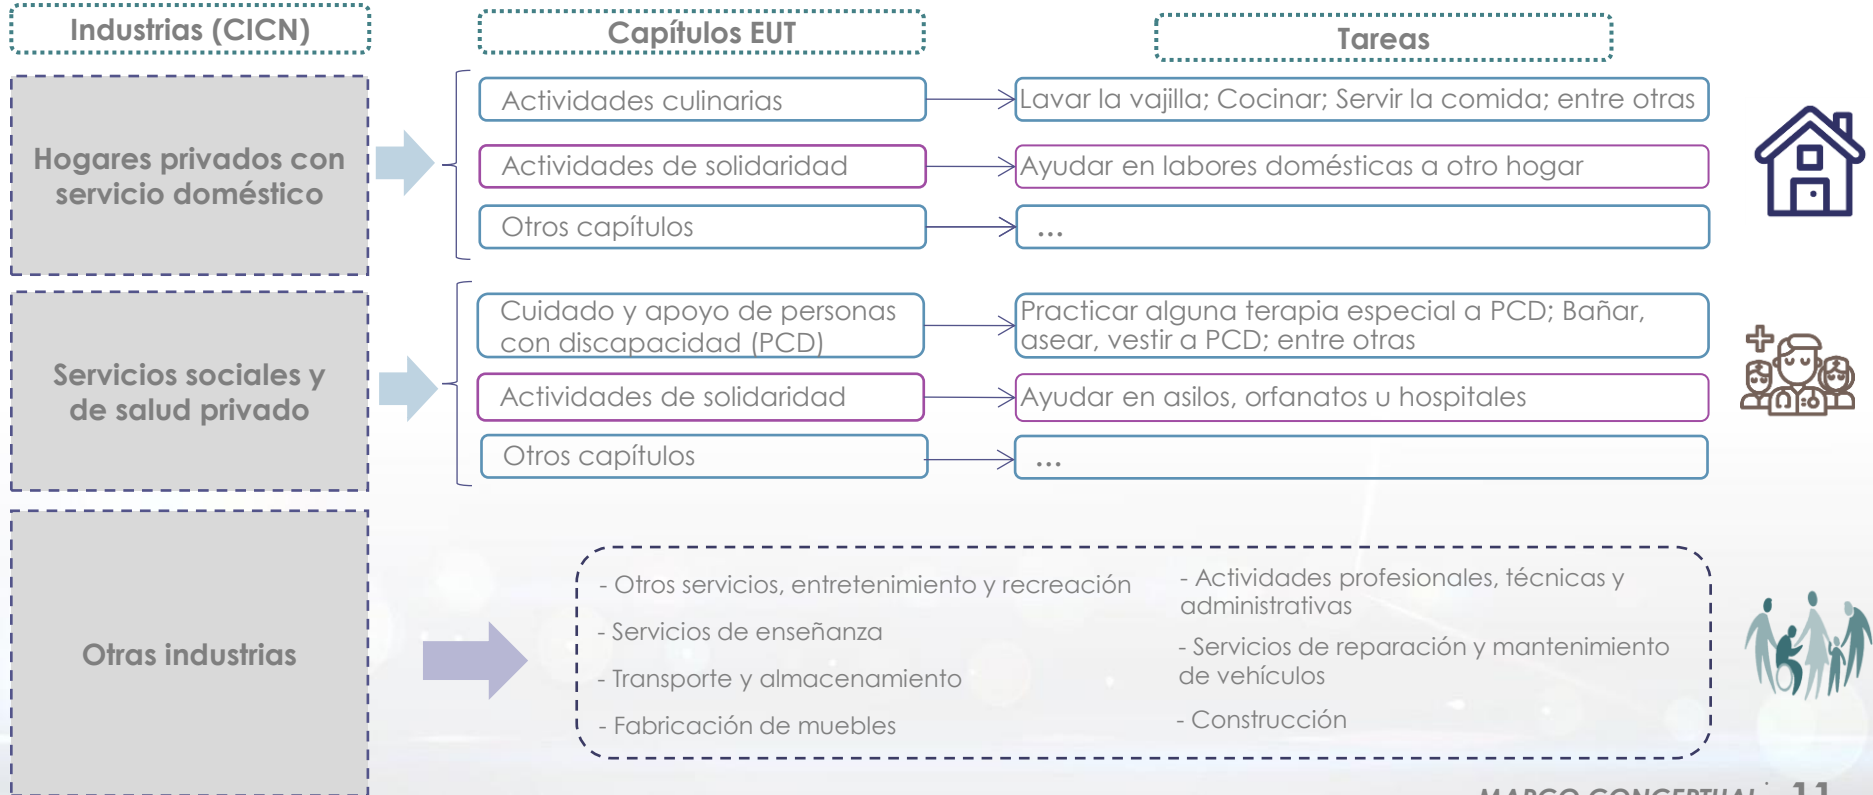 Industrias (CICN)
Capítulos EUT
Tareas
Hogares privados con
servicio doméstico
Actividades culinarias
Lavar la vajilla; Cocinar; Servir la comida; entre otras
Actividades de solidaridad
Ayudar en labores domésticas a otro hogar
Otros capítulos
...
Servicios sociales y
de salud privado
Cuidado y apoyo de personas
con discapacidad (PCD)
Practicar alguna terapia especial a PCD; Bañar,
asear, vestir a PCD; entre otras
Actividades de solidaridad
Ayudar en asilos, orfanatos u hospitales
Otros capítulos
...
Otras industrias
- Otros servicios, entretenimiento y recreación
- Servicios de enseñanza
- Transporte y almacenamiento
- Fabricación de muebles
- Actividades profesionales, técnicas y
administrativas
- Servicios de reparación y mantenimiento
de vehículos
- Construcción
MARCO CONCEPTUAL 11